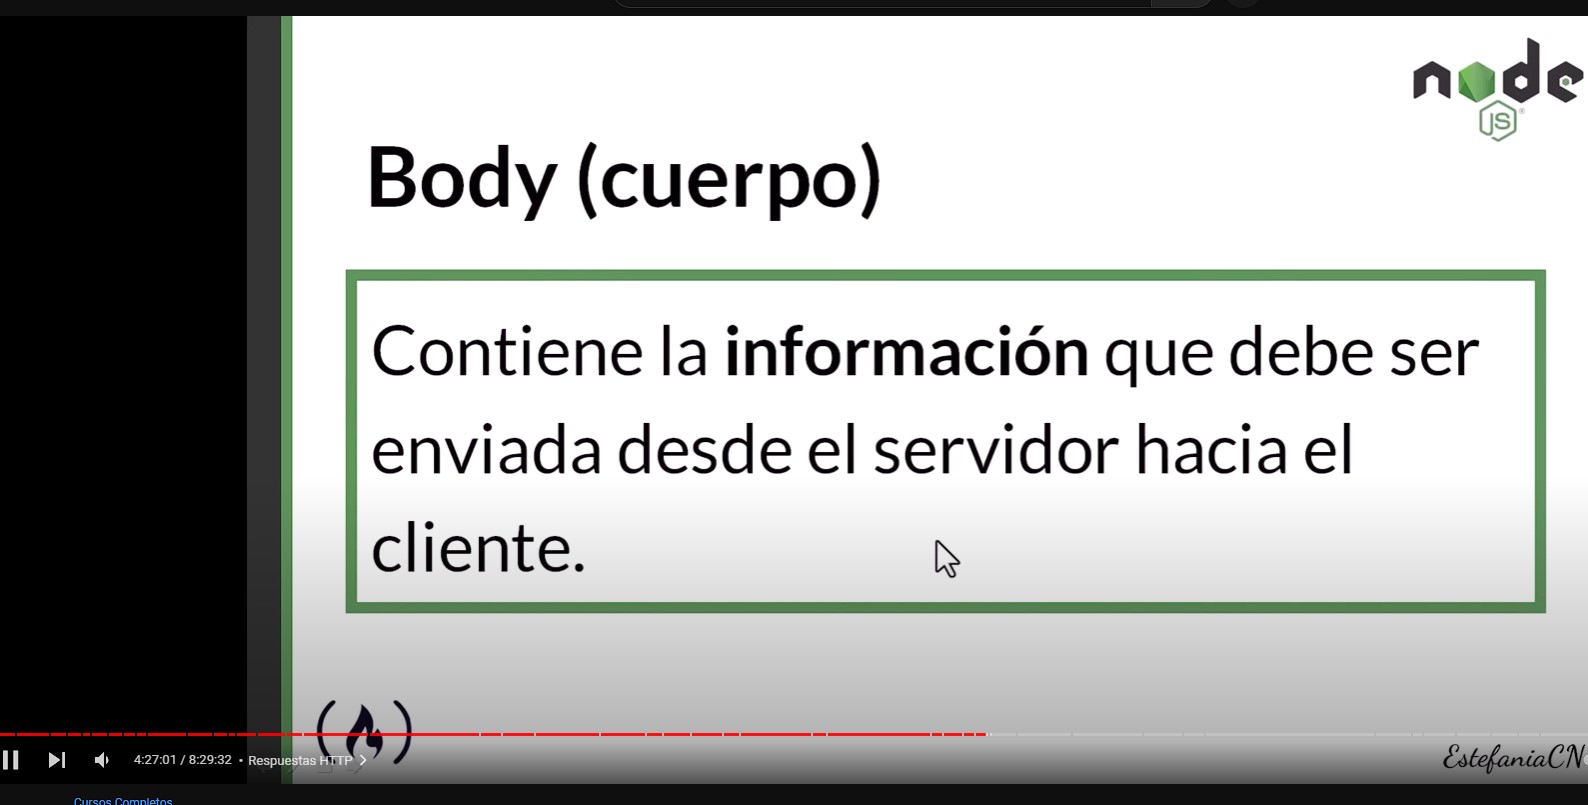 node
JS
Body (cuerpo)
Contiene la información que debe ser
enviada desde el servidor hacia el
cliente.
4:27:01 / 8:29:32 • Respuestas HTTP
EstefaniaCN
Cursos Completos